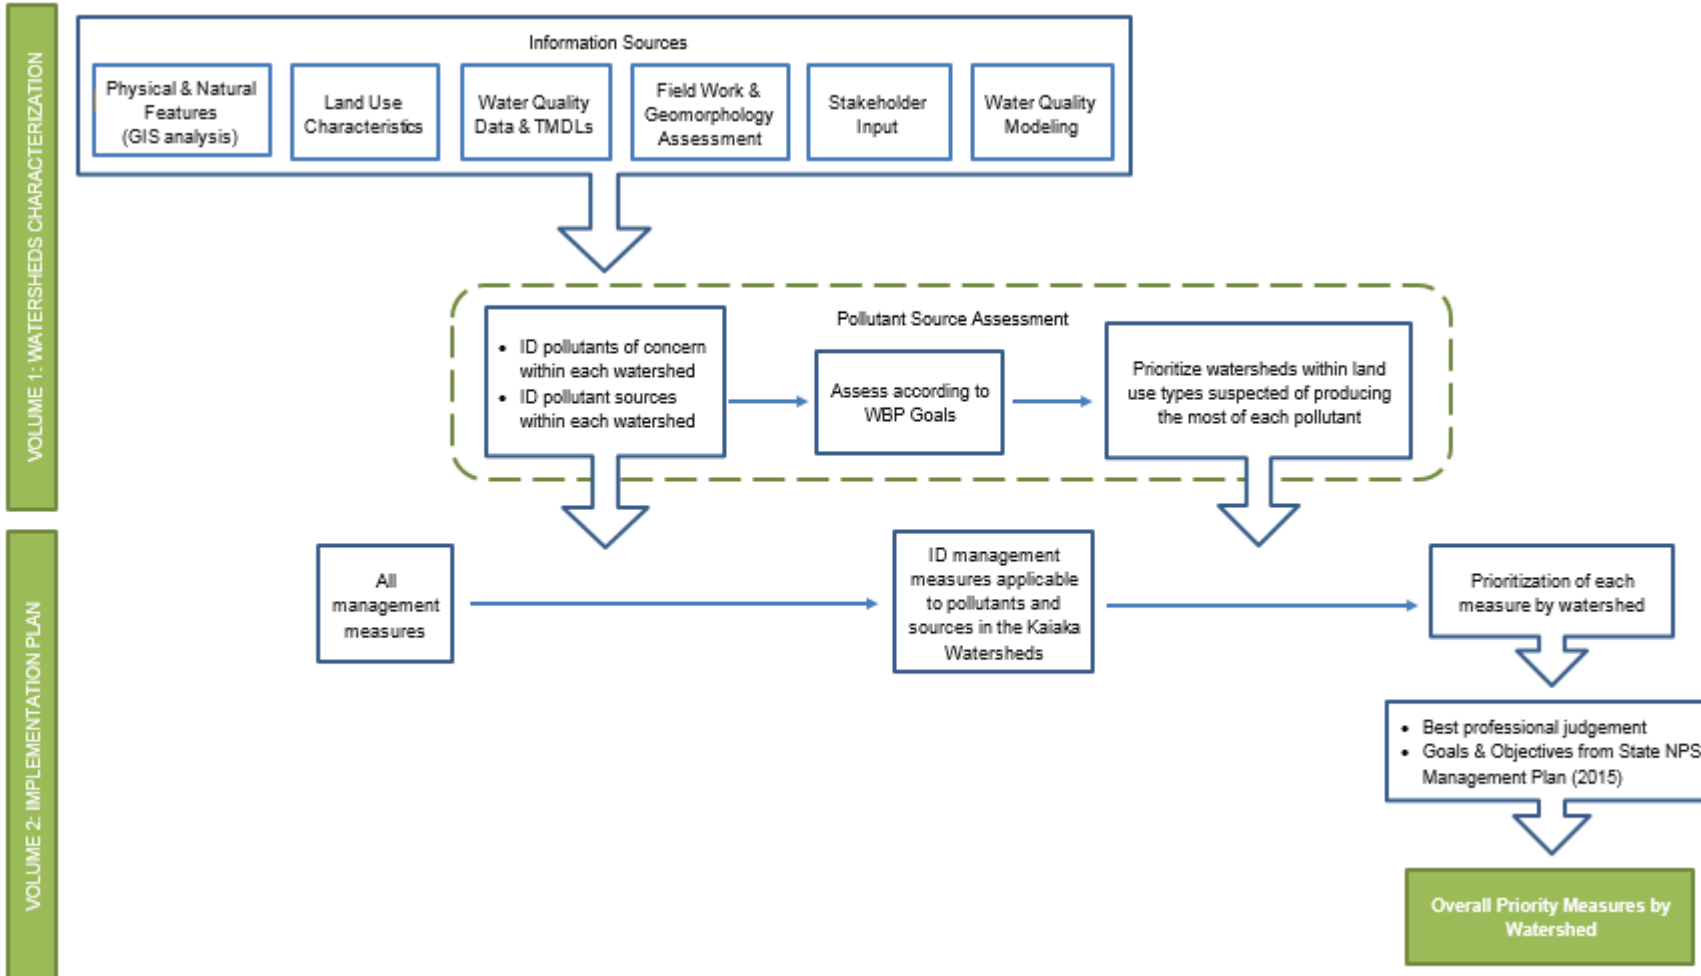 VOLUME 1: WATERSHEDS CHARACTERIZATION
Information Sources
Physical & Natural
Features
(GIS analysis)
Land Use
Characteristics
Water Quality
Data & TMDLs
Field Work &
Geomorphology
Assessment
Stakeholder
Input
Water Quality
Modeling
Pollutant Source Assessment
• ID pollutants of concern
within each watershed
• ID pollutant sources
within each watershed
Assess according to
WBP Goals
Prioritize watersheds within land
use types suspected of producing
the most of each pollutant
VOLUME 2: IMPLEMENTATION PLAN
All
management
measures
ID management
measures applicable
to pollutants and
sources in the Kaiaka
Watersheds
Prioritization of each
measure by watershed
• Best professional judgement
• Goals & Objectives from State NPS
Management Plan (2015)
Overall Priority Measures by
Watershed